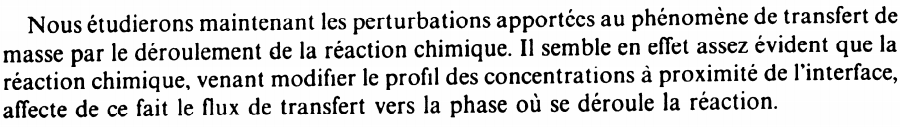 Nous étudierons maintenant les perturbations apportées au phénomène de transfert de
masse par le déroulement de la réaction chimique. Il semble en effet assez évident que la
réaction chimique, venant modifier le profil des concentrations à proximité de l'interface,
affecte de ce fait le flux de transfert vers la phase où se déroule la réaction.